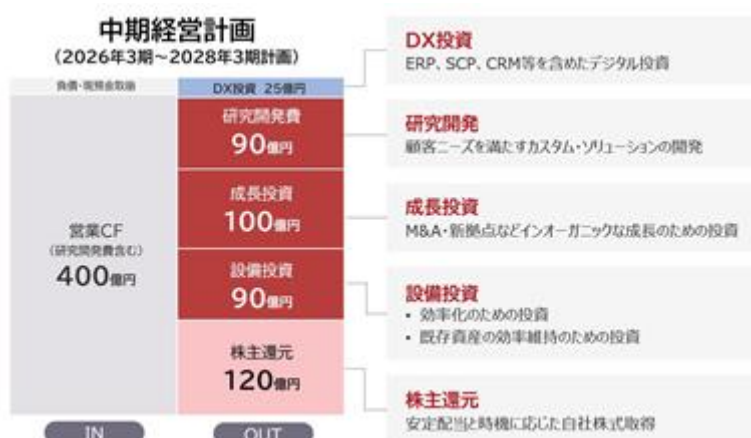 中期経営計画
(2026年3期～2028年3期計画)
負債・現預金取崩
営業CF
(研究開発費含む)
400億円
IN
DX投資 25億円
研究開発費
90億円
成長投資
100億円
設備投資
90億円
株主還元
120億円
OUT
DX投資
ERP、SCP、CRM等を含めたデジタル投資
研究開発
顧客ニーズを満たすカスタム・ソリューションの開発
成長投資
M&A・新拠点などインオーガニックな成長のための投資
設備投資
• 効率化のための投資
• 既存資産の効率維持のための投資
株主還元
安定配当と時機に応じた自社株式取得